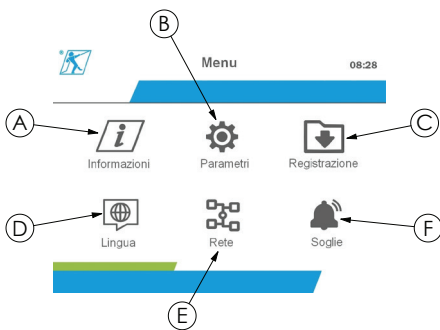 B
Menu 08:28
A C
Informazioni Parametri Registrazione
D F
Lingua Rete Soglie
E